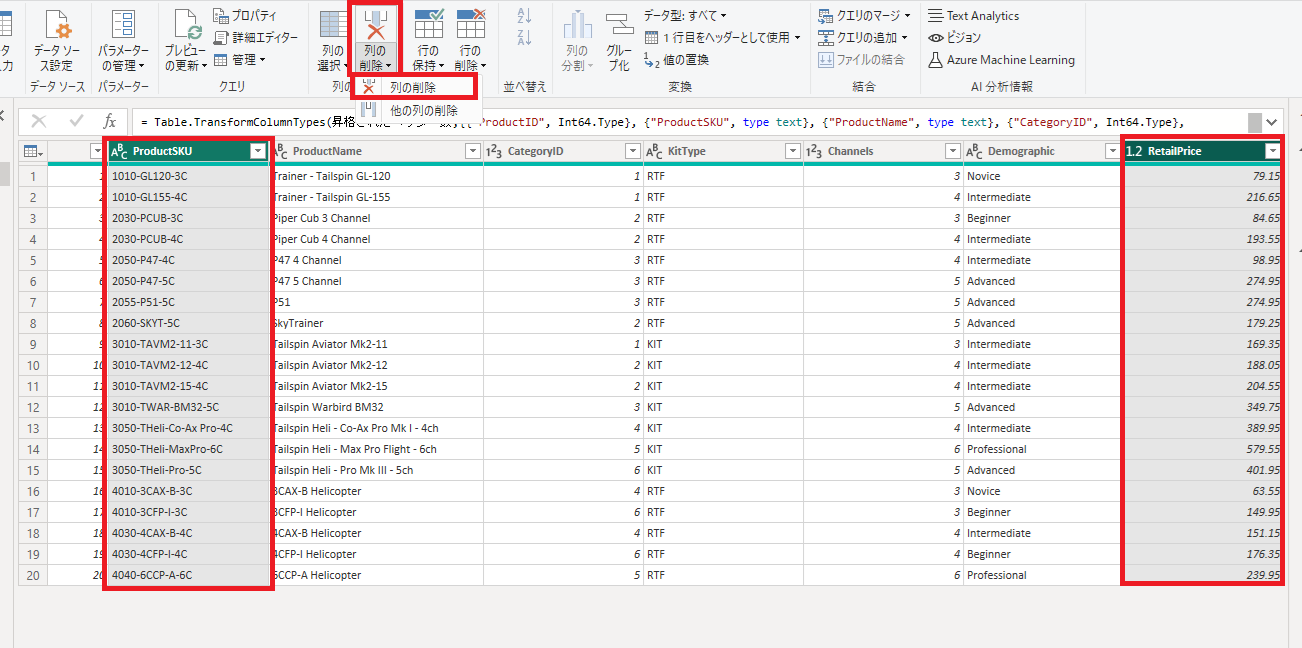 プロパティ
詳細エディター
管理
データ ソー
ス設定
パラメーター
の管理
プレビュー
の更新
列の
選択
列の
削除
行の
保持
行の
削除
列の
分割
グルー
プ化
データ型: すべて
1 行目をヘッダーとして使用
値の置換
クエリのマージ
クエリの追加
ファイルの結合
Text Analytics
ビジョン
Azure Machine Learning
データ ソース
パラメーター
クエリ
並べ替え
変換
結合
AI 分析情報
列の削除
他の列の削除
fx = Table.TransformColumnTypes(
"ProductID", Int64.Type}, {"ProductSKU", type text}, {"ProductName", type text}, {"CategoryID", Int64.Type},
ProductSKU ProductName 1²3 CategoryID KitType 1²3 Channels Demographic 1.2 RetailPrice
1 1010-GL120-3C Trainer - Tailspin GL-120 1 RTF 3 Novice 79.15
2 1010-GL155-4C Trainer - Tailspin GL-155 1 RTF 4 Intermediate 216.65
3 2030-PCUB-3C Piper Cub 3 Channel 2 RTF 3 Beginner 84.65
4 2030-PCUB-4C Piper Cub 4 Channel 2 RTF 4 Intermediate 193.55
5 2050-P47-4C P47 4 Channel 3 RTF 4 Intermediate 98.95
6 2050-P47-5C P47 5 Channel 3 RTF 5 Advanced 274.95
7 2055-P51-5C P51 3 RTF 5 Advanced 274.95
8 2060-SKYT-5C SkyTrainer 2 RTF 5 Advanced 179.25
9 3010-TAVM2-11-3C Tailspin Aviator Mk2-11 1 KIT 3 Intermediate 169.35
10 10 3010-TAVM2-12-4C Tailspin Aviator Mk2-12 2 KIT 4 Intermediate 188.05
11 11 3010-TAVM2-15-4C Tailspin Aviator Mk2-15 2 KIT 4 Intermediate 204.55
12 12 3010-TWAR-BM32-5C Tailspin Warbird BM32 3 KIT 5 Advanced 349.75
13 13 3050-THeli-Co-Ax Pro-4C Tailspin Heli - Co-Ax Pro Mk I - 4ch 4 KIT 4 Intermediate 389.95
14 14 3050-THeli-MaxPro-6C Tailspin Heli - Max Pro Flight - 6ch 5 KIT 6 Professional 579.55
15 15 3050-THeli-Pro-5C Tailspin Heli - Pro Mk III - 5ch 6 KIT 5 Advanced 401.95
16 16 4010-3CAX-B-3C 3CAX-B Helicopter 4 RTF 3 Novice 63.55
17 17 4010-3CFP-I-3C 3CFP-I Helicopter 6 RTF 3 Beginner 149.95
18 18 4030-4CAX-B-4C 4CAX-B Helicopter 4 RTF 4 Intermediate 151.15
19 19 4030-4CFP-I-4C 4CFP-I Helicopter 6 RTF 4 Beginner 176.35
20 20 4040-6CCP-A-6C 6CCP-A Helicopter 5 RTF 6 Professional 239.95